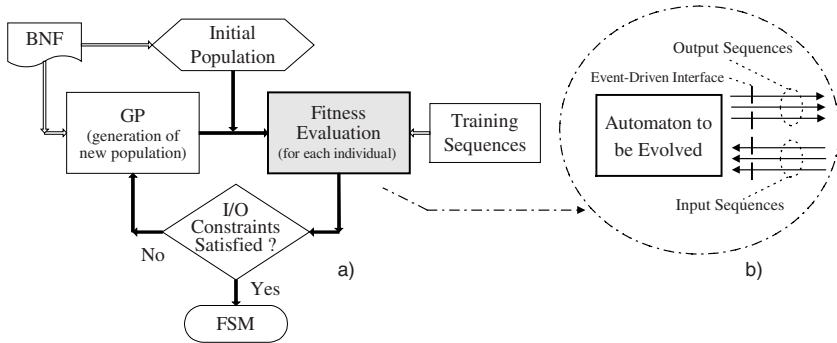 BNF
Initial
Population
GP
(generation of
new population)
Fitness
Evaluation
(for each individual)
Training
Sequences
I/O
Constraints
Satisfied ?
No
Yes
FSM
a)
Output Sequences
Event-Driven Interface
Automaton to
be Evolved
Input Sequences
b)